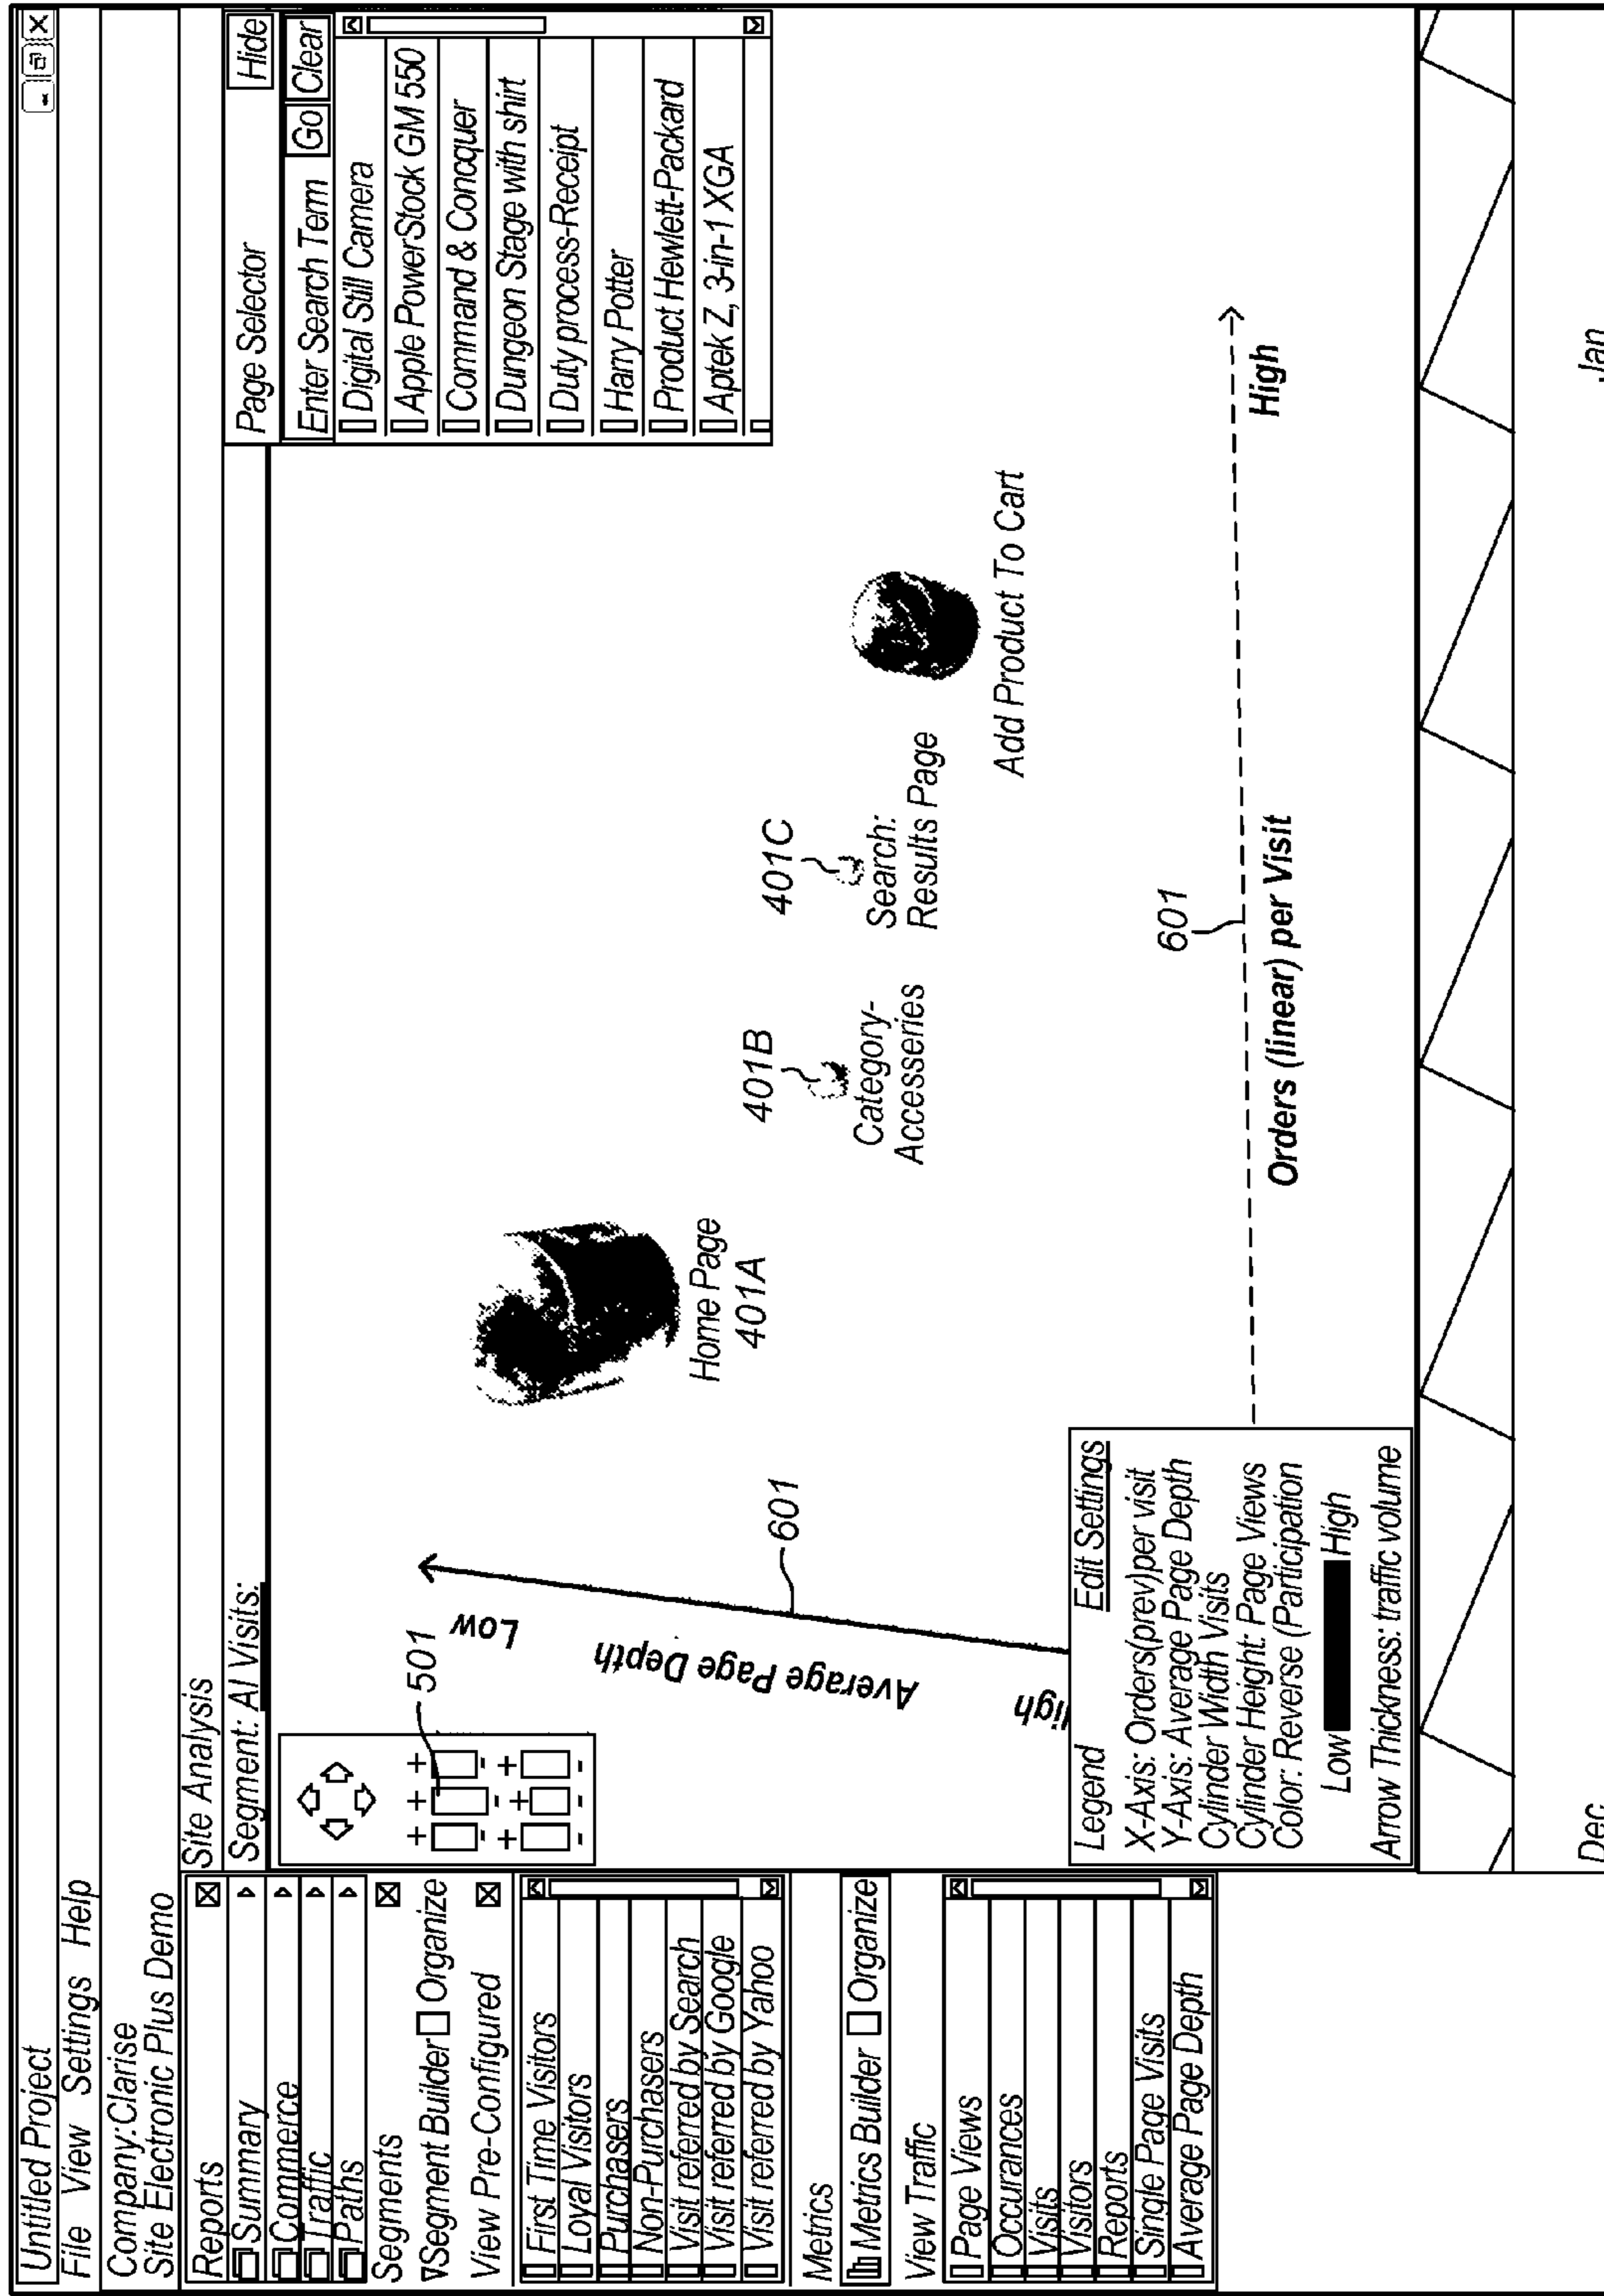 Untitled Project
File View Settings Help
Company:Clarise
Site Electronic Plus Demo
Reports
Summary
Commerce
Traffic
Paths
Segments
Segment Builder Organize
View Pre-Configured
First Time Visitors
Loyal Visitors
Purchasers
Non-Purchasers
Visit referred by Search
Visit referred by Google
Visit referred by Yahoo
Metrics
Metrics Builder Organize
View Traffic
Page Views
Occurances
Visits
Visitors
Reports
Single Page Visits
Average Page Depth
Site Analysis
Segment: Al Visits:
501
Low
Average Page Depth
High
601
Home Page
401A
401B
Category-
Accesseries
401C
Search:
Results Page
Add Product To Cart
601
Orders (linear) per Visit
High
Legend Edit Settings
X-Axis: Orders(prev)per visit
Y-Axis: Average Page Depth
Cylinder Width Visits
Cylinder Height: Page Views
Color: Reverse (Participation
Low High
Arrow Thickness: traffic volume
Page Selector Hide
Enter Search Term Go Clear
Digital Still Camera
Apple PowerStock GM 550
Command & Concquer
Dungeon Stage with shirt
Duty process-Receipt
Harry Potter
Product Hewlett-Packard
Aptek Z, 3-in-1 XGA
Dec Jan